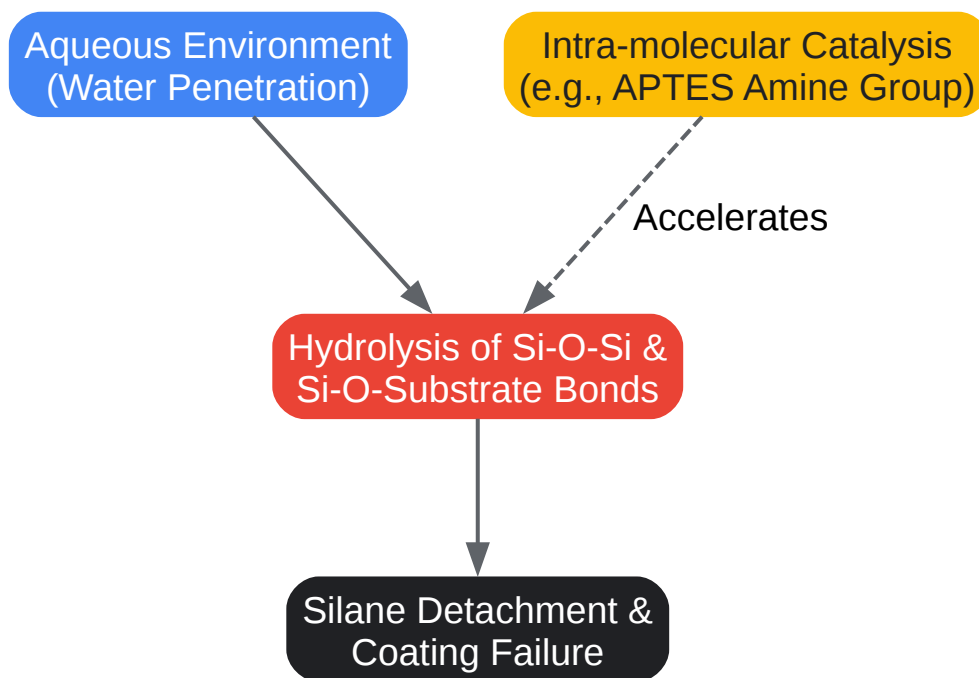 Aqueous Environment
(Water Penetration)
Intra-molecular Catalysis
(e.g., APTES Amine Group)
Accelerates
Hydrolysis of Si-O-Si &
Si-O-Substrate Bonds
Silane Detachment &
Coating Failure